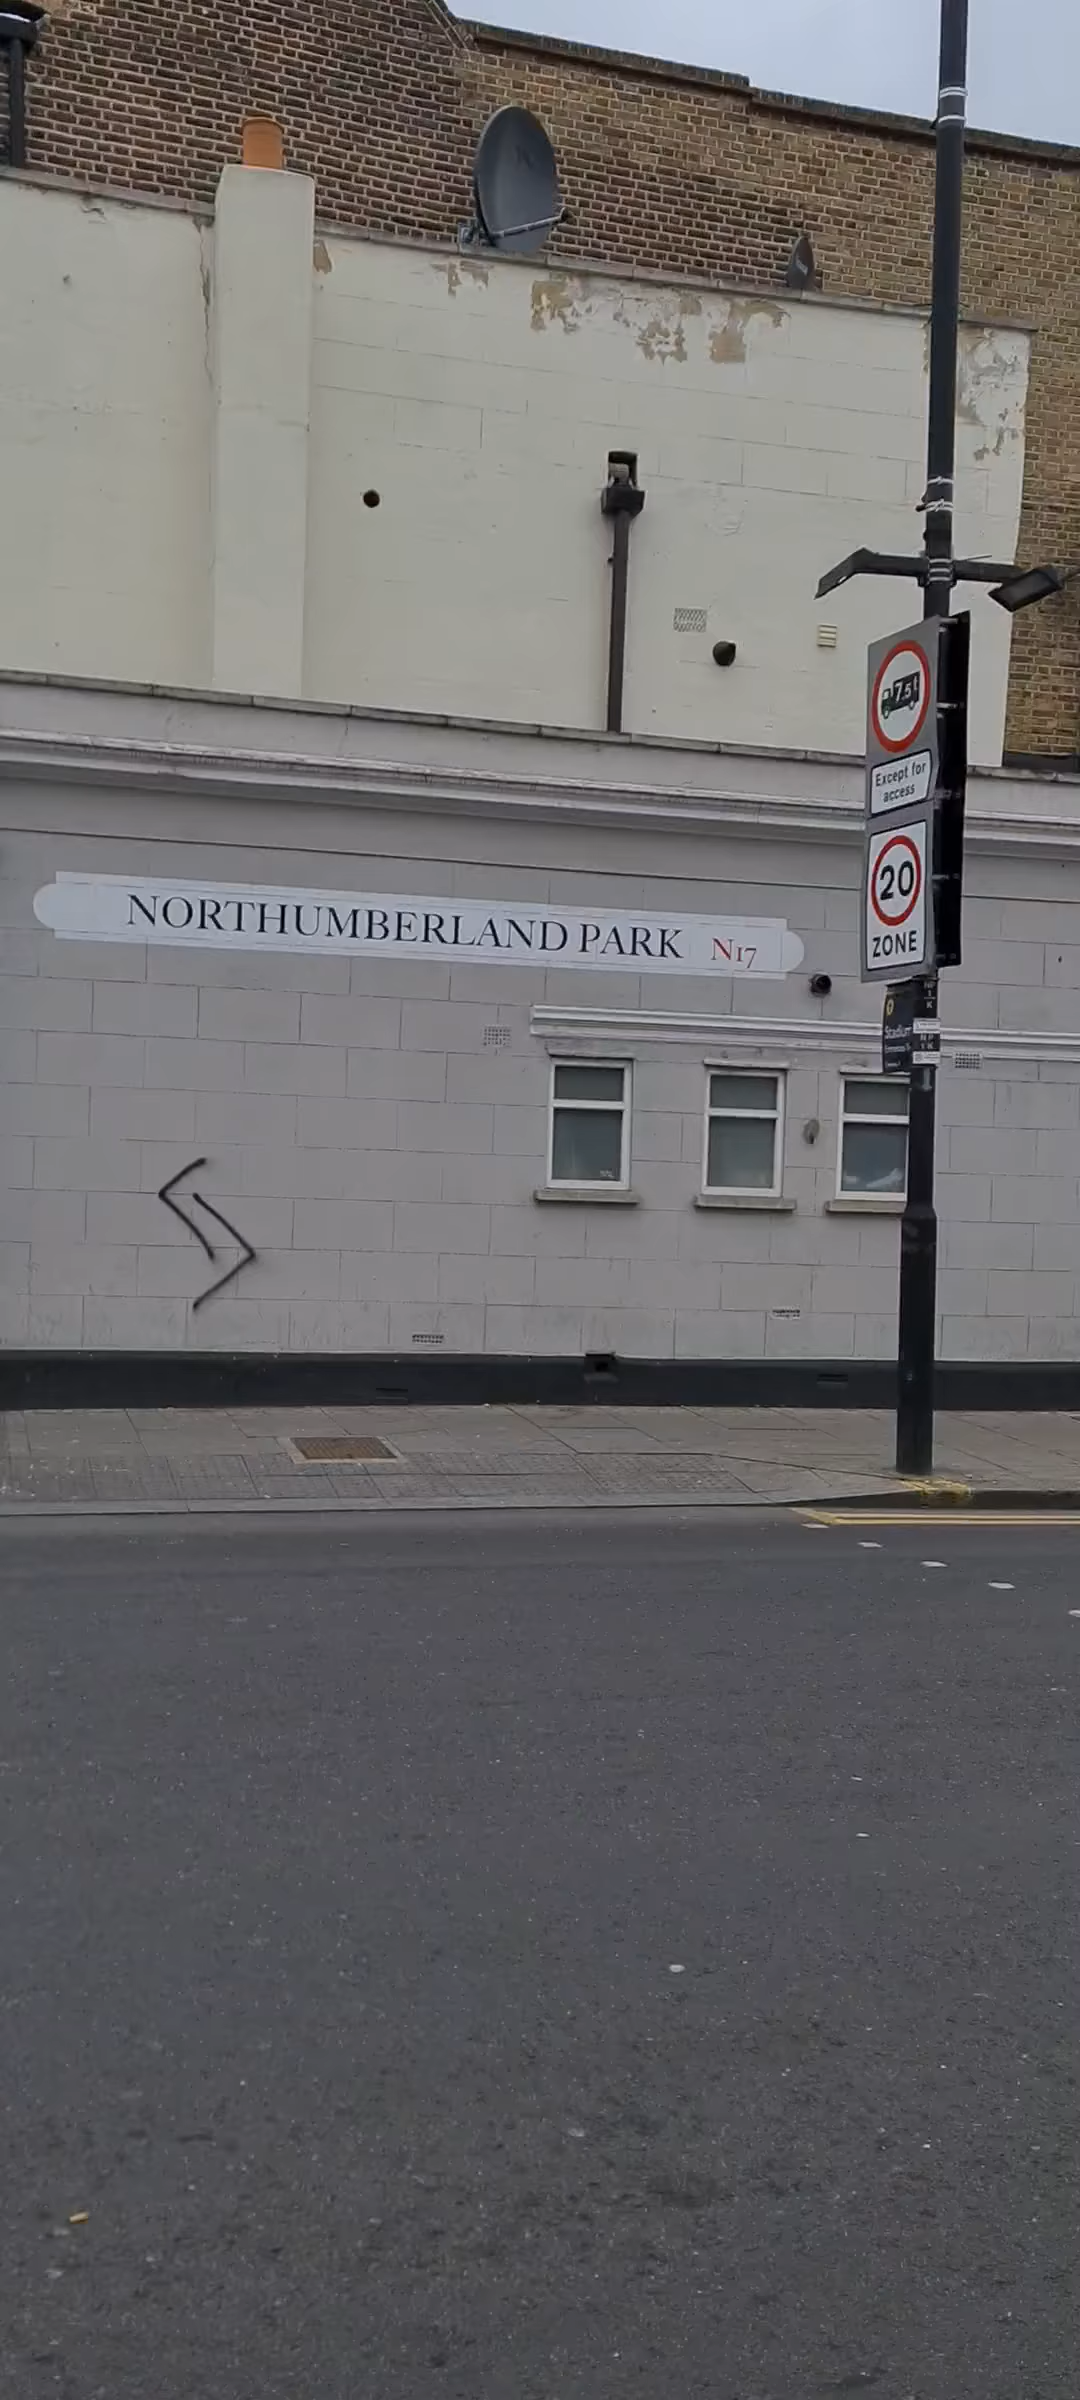 NORTHUMBERLAND PARK N17
7.5t
Except for
access
20
ZONE
Stadium